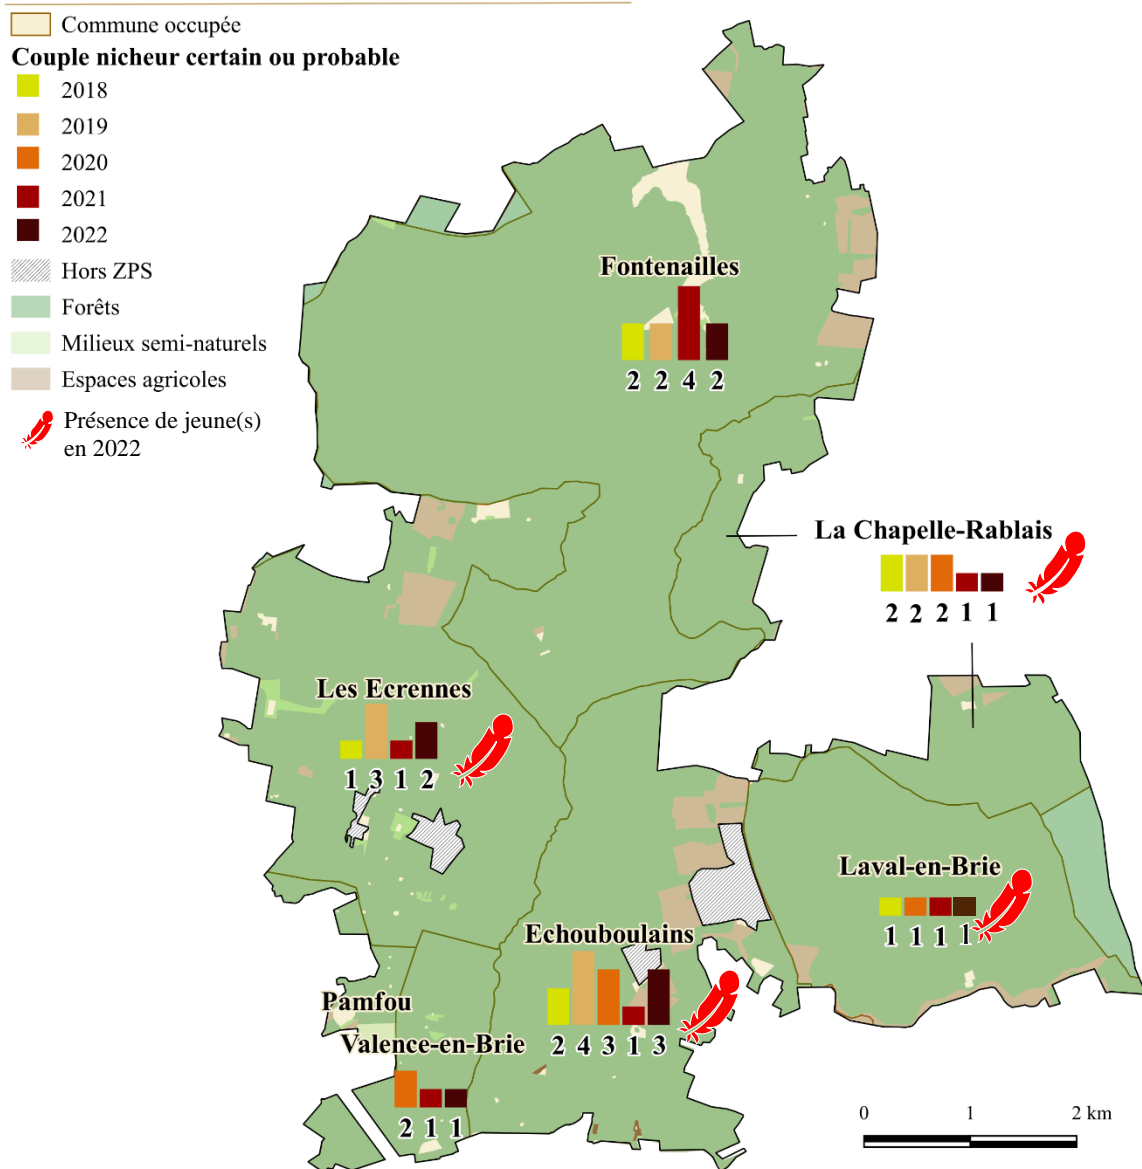 Commune occupée
Couple nicheur certain ou probable
2018
2019
2020
2021
2022
Hors ZPS
Forêts
Milieux semi-naturels
Espaces agricoles
Présence de jeune(s)
en 2022
Fontenailles
2 2 4 2
La Chapelle-Rablais
2 2 2 1 1
Les Ecrennes
1 3 1 2
Laval-en-Brie
1 1 1 1
Echouboulains
2 4 3 1 3
Pamfou
Valence-en-Brie
2 1 1
0 1 2 km